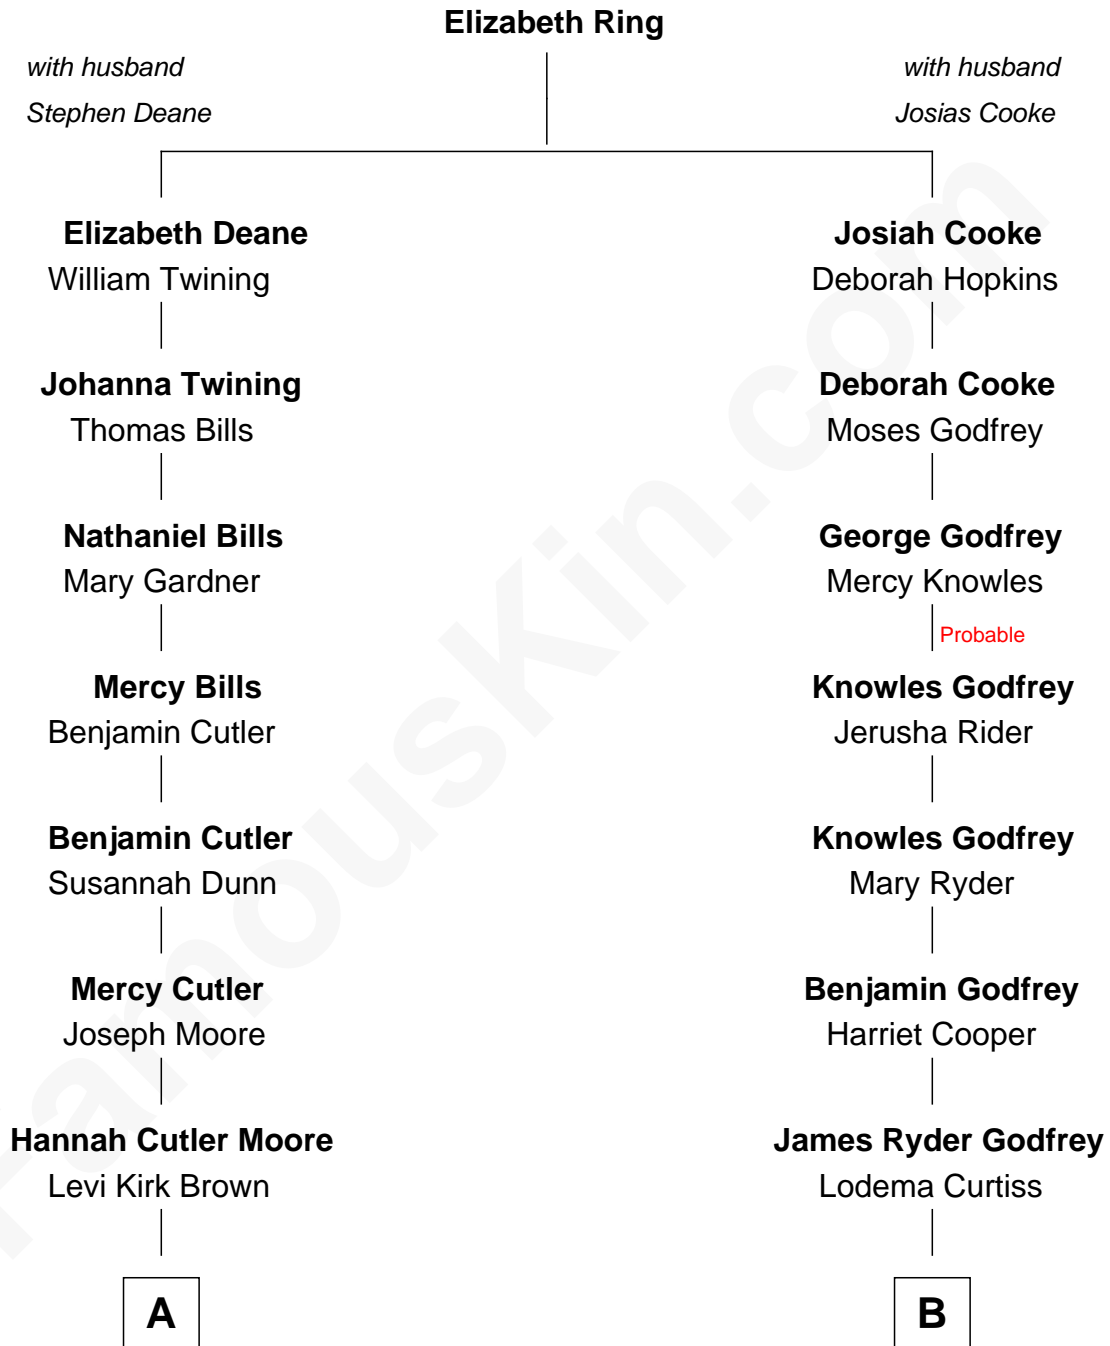 Elizabeth Ring
with husband
Stephen Deane
with husband
Josias Cooke
Elizabeth Deane
William Twining
Josiah Cooke
Deborah Hopkins
Johanna Twining
Thomas Bills
Deborah Cooke
Moses Godfrey
Nathaniel Bills
Mary Gardner
George Godfrey
Mercy Knowles
Probable
Mercy Bills
Benjamin Cutler
Knowles Godfrey
Jerusha Rider
Benjamin Cutler
Susannah Dunn
Knowles Godfrey
Mary Ryder
Mercy Cutler
Joseph Moore
Benjamin Godfrey
Harriet Cooper
Hannah Cutler Moore
Levi Kirk Brown
James Ryder Godfrey
Lodema Curtiss
A
B
FamousKin.com